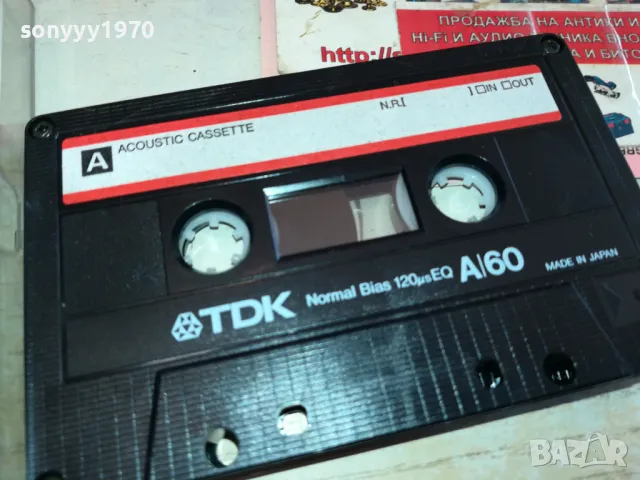 sonyyy1970
ПРОДАЖБА НА АНТИКИ И
Hi-Fi И АУДИО
http://
A ACOUSTIC CASSETTE
N.R.[ ] □IN □OUT
TDK Normal Bias 120µs EQ A/60
MADE IN JAPAN
BAZAR